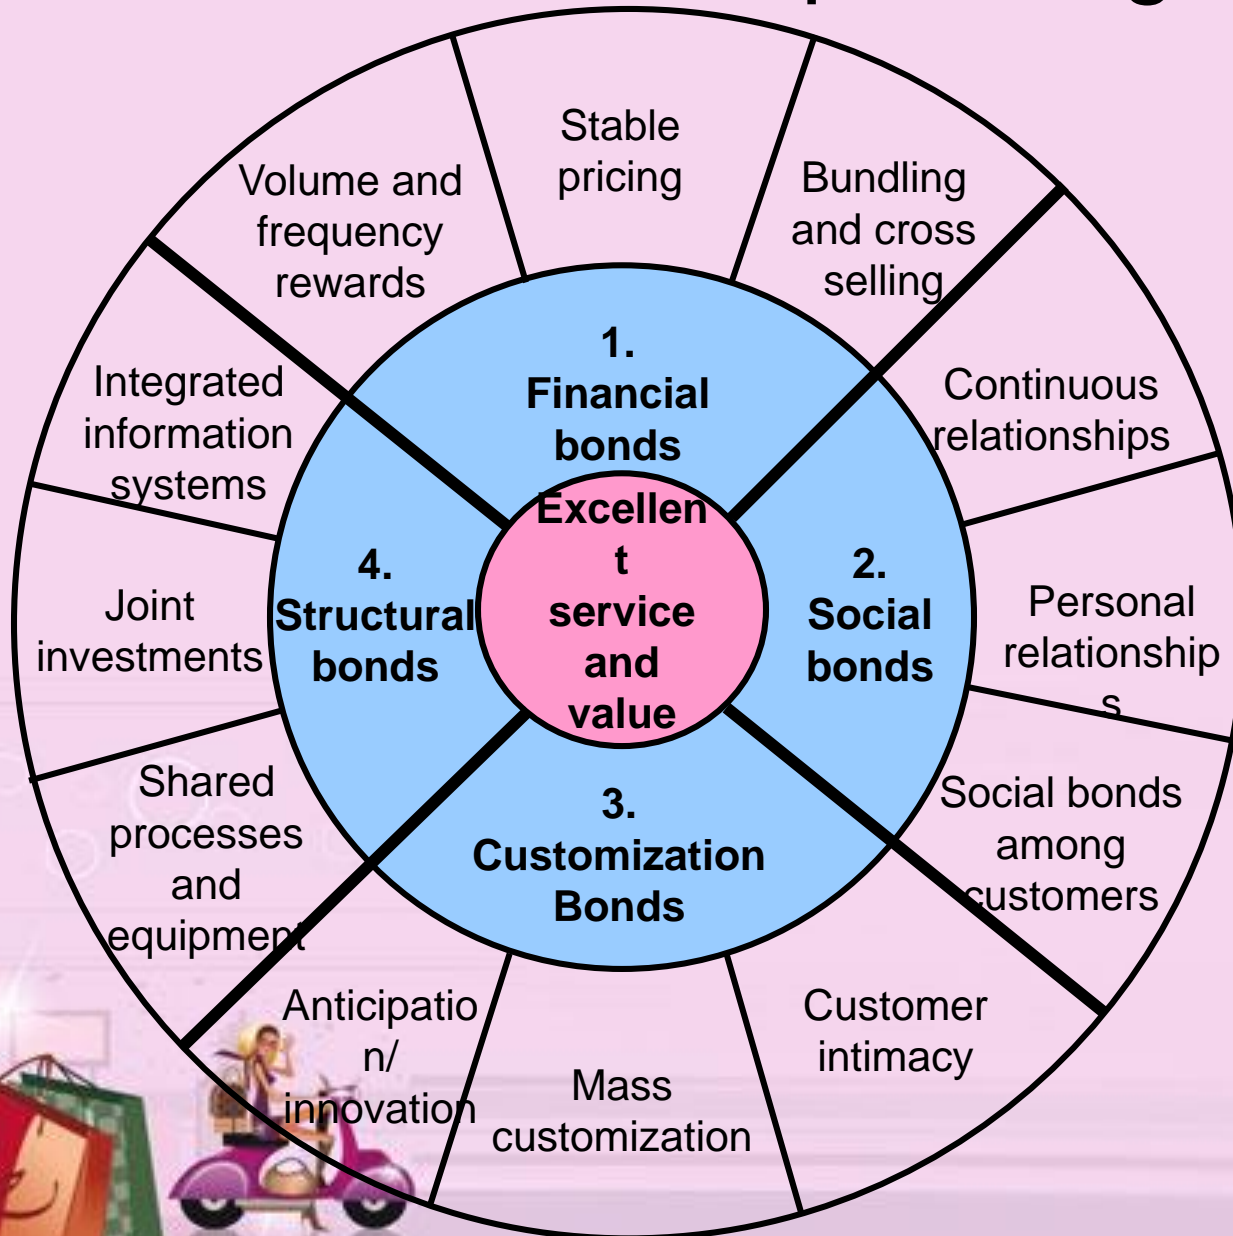 Stable
pricing
Volume and
frequency
rewards
Bundling
and cross
selling
1.
Financial
bonds
Integrated
information
systems
Continuous
relationships
Excellen
t
service
and
value
4.
Structural
bonds
2.
Social
bonds
Joint
investments
Personal
relationship
s
Shared
processes
and
equipment
3.
Customization
Bonds
Social bonds
among
customers
Anticipatio
n/
innovation
Mass
customization
Customer
intimacy